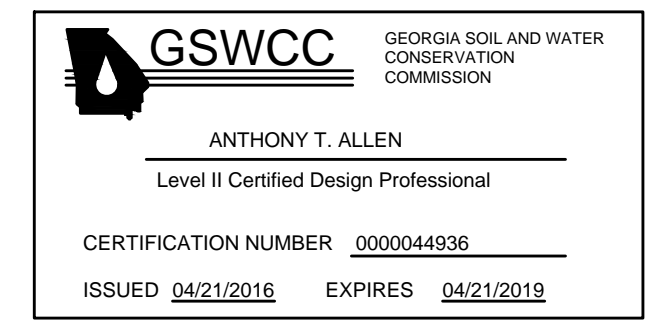 GSWCC
GEORGIA SOIL AND WATER
CONSERVATION
COMMISSION
ANTHONY T. ALLEN
Level II Certified Design Professional
CERTIFICATION NUMBER 0000044936
ISSUED 04/21/2016 EXPIRES 04/21/2019